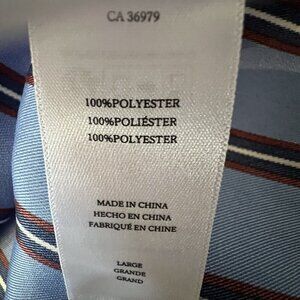 CA 36979
100%POLYESTER
100%POLIÉSTER
100%POLYESTER
MADE IN CHINA
HECHO EN CHINA
FABRIQUÉ EN CHINE
LARGE
GRANDE
GRAND